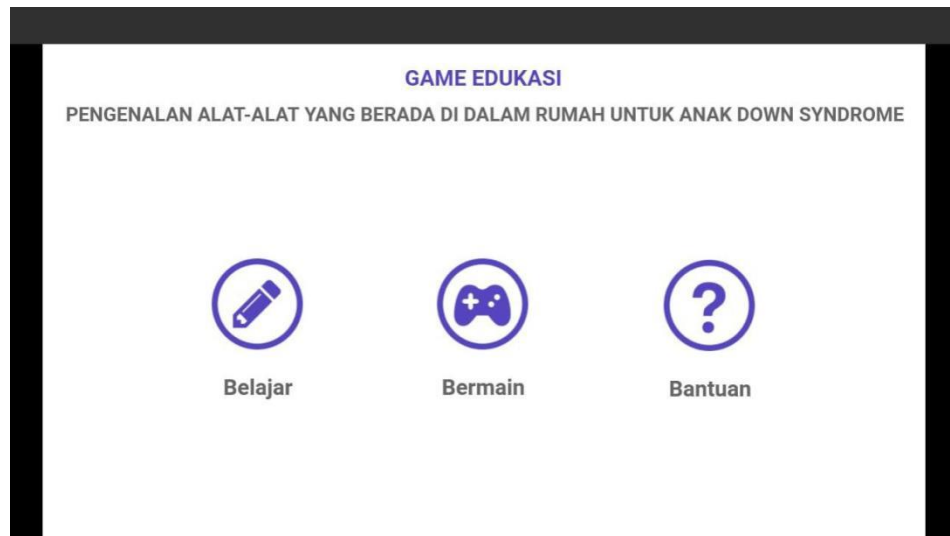 GAME EDUKASI
PENGENALAN ALAT-ALAT YANG BERADA DI DALAM RUMAH UNTUK ANAK DOWN SYNDROME
Belajar
Bermain
Bantuan